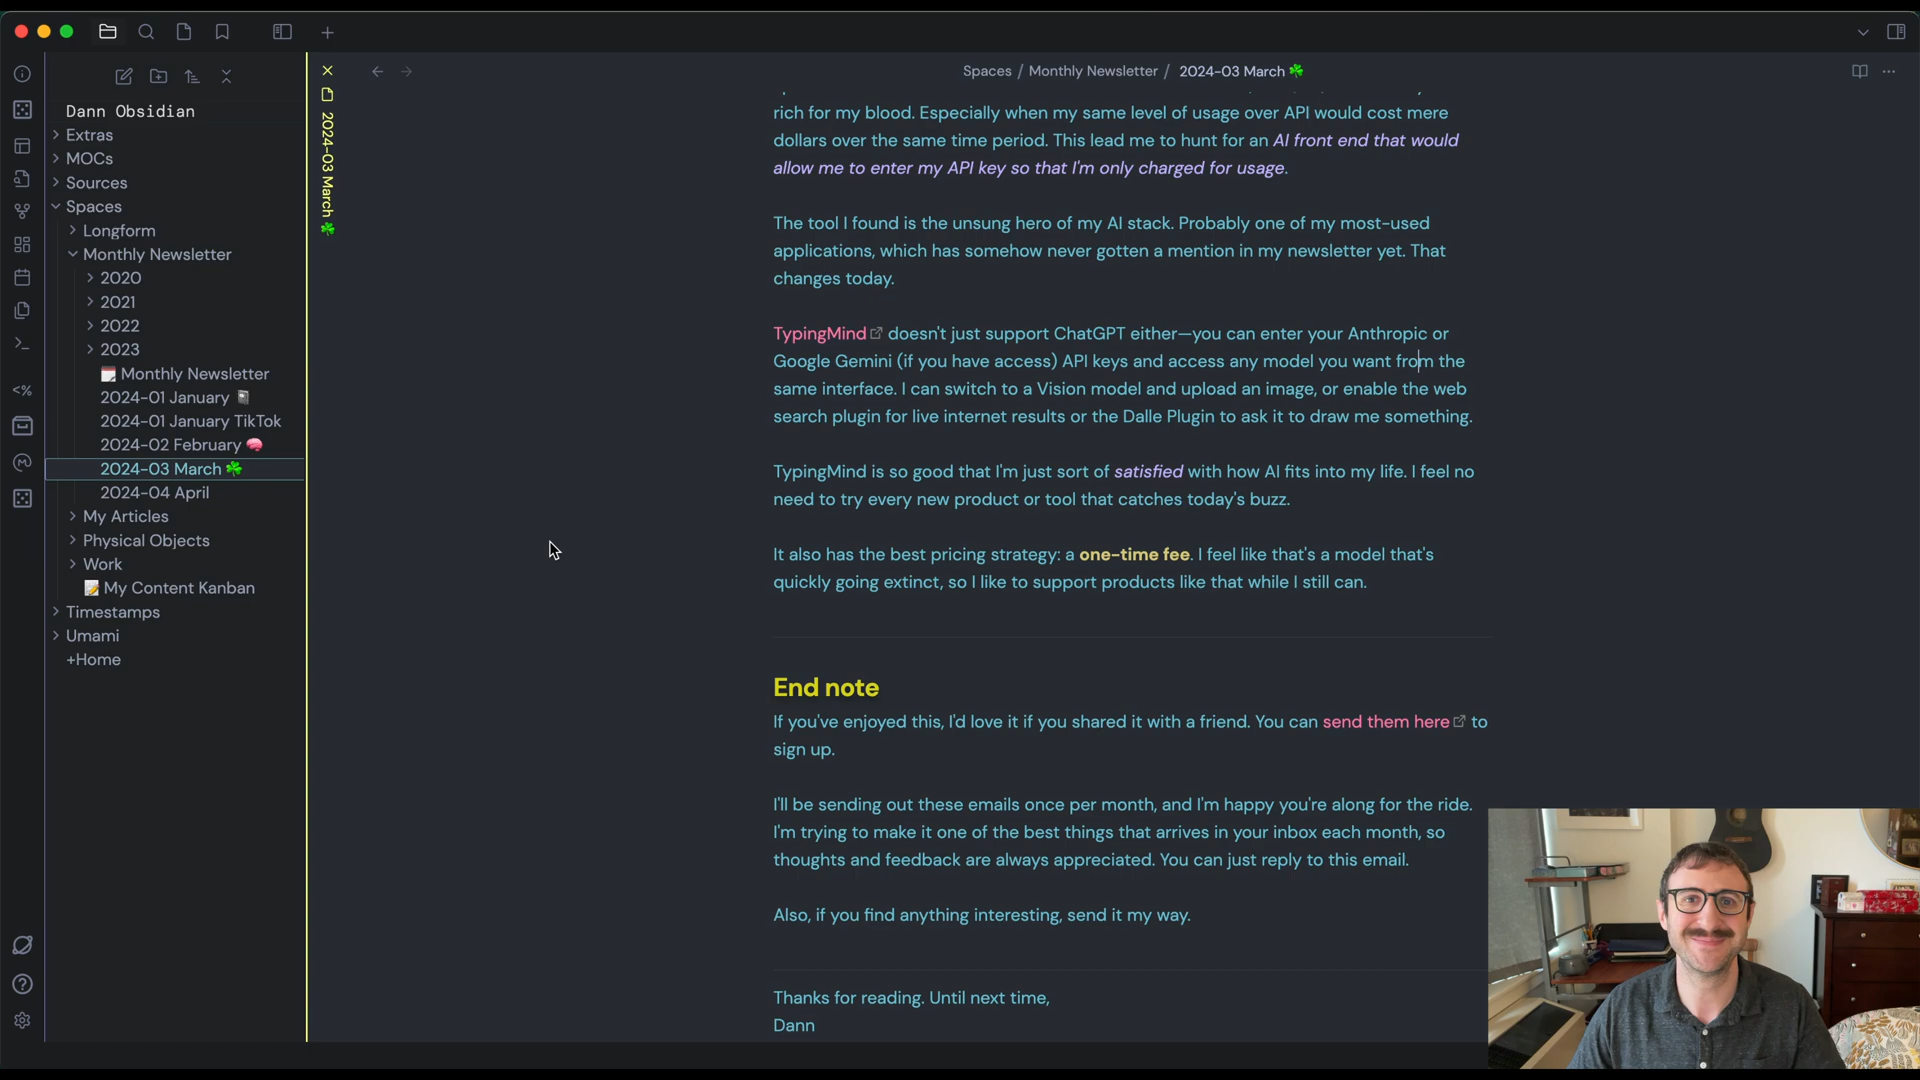 Dann Obsidian
Extras
MOCs
Sources
Spaces
Longform
Monthly Newsletter
2020
2021
2022
2023
Monthly Newsletter
2024-01 January
2024-01 January TikTok
2024-02 February
2024-03 March
2024-04 April
My Articles
Physical Objects
Work
My Content Kanban
Timestamps
Umami
+Home
2024-03 March
Spaces / Monthly Newsletter / 2024-03 March
rich for my blood. Especially when my same level of usage over API would cost mere
dollars over the same time period. This lead me to hunt for an AI front end that would
allow me to enter my API key so that I'm only charged for usage.
The tool I found is the unsung hero of my AI stack. Probably one of my most-used
applications, which has somehow never gotten a mention in my newsletter yet. That
changes today.
TypingMind doesn't just support ChatGPT either—you can enter your Anthropic or
Google Gemini (if you have access) API keys and access any model you want from the
same interface. I can switch to a Vision model and upload an image, or enable the web
search plugin for live internet results or the Dalle Plugin to ask it to draw me something.
TypingMind is so good that I'm just sort of satisfied with how AI fits into my life. I feel no
need to try every new product or tool that catches today's buzz.
It also has the best pricing strategy: a one-time fee. I feel like that's a model that's
quickly going extinct, so I like to support products like that while I still can.
End note
If you've enjoyed this, I'd love it if you shared it with a friend. You can send them here to
sign up.
I'll be sending out these emails once per month, and I'm happy you're along for the ride.
I'm trying to make it one of the best things that arrives in your inbox each month, so
thoughts and feedback are always appreciated. You can just reply to this email.
Also, if you find anything interesting, send it my way.
Thanks for reading. Until next time,
Dann